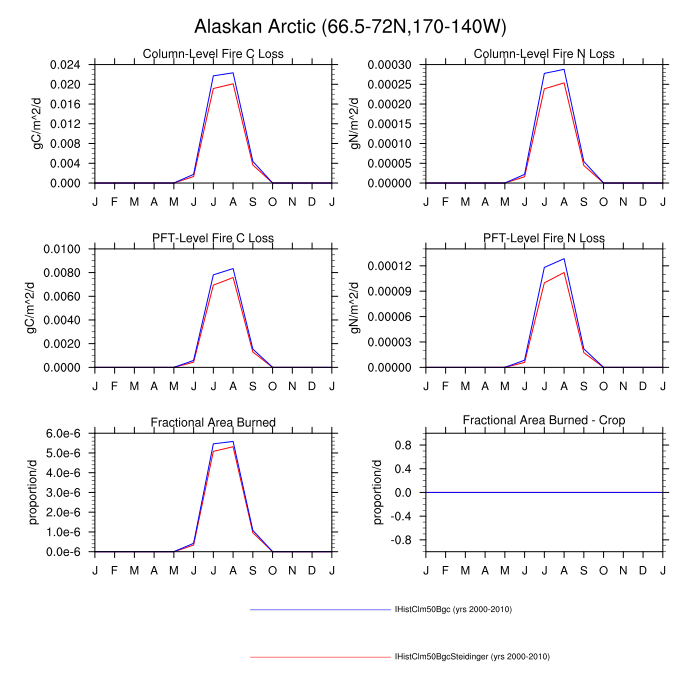 Alaskan Arctic (66.5-72N,170-140W)
Column-Level Fire C Loss
gC/m^2/d
0.024
0.020
0.016
0.012
0.008
0.004
0.000
J F M A M J J A S O N D J
Column-Level Fire N Loss
gN/m^2/d
0.00030
0.00025
0.00020
0.00015
0.00010
0.00005
0.00000
J F M A M J J A S O N D J
PFT-Level Fire C Loss
gC/m^2/d
0.0100
0.0080
0.0060
0.0040
0.0020
0.0000
J F M A M J J A S O N D J
PFT-Level Fire N Loss
gN/m^2/d
0.00012
0.00009
0.00006
0.00003
0.00000
J F M A M J J A S O N D J
Fractional Area Burned
proportion/d
6.0e-6
5.0e-6
4.0e-6
3.0e-6
2.0e-6
1.0e-6
0.0e-6
J F M A M J J A S O N D J
Fractional Area Burned - Crop
proportion/d
0.8
0.4
0.0
-0.4
-0.8
J F M A M J J A S O N D J
IHistClm50Bgc (yrs 2000-2010)
IHistClm50BgcSteidinger (yrs 2000-2010)